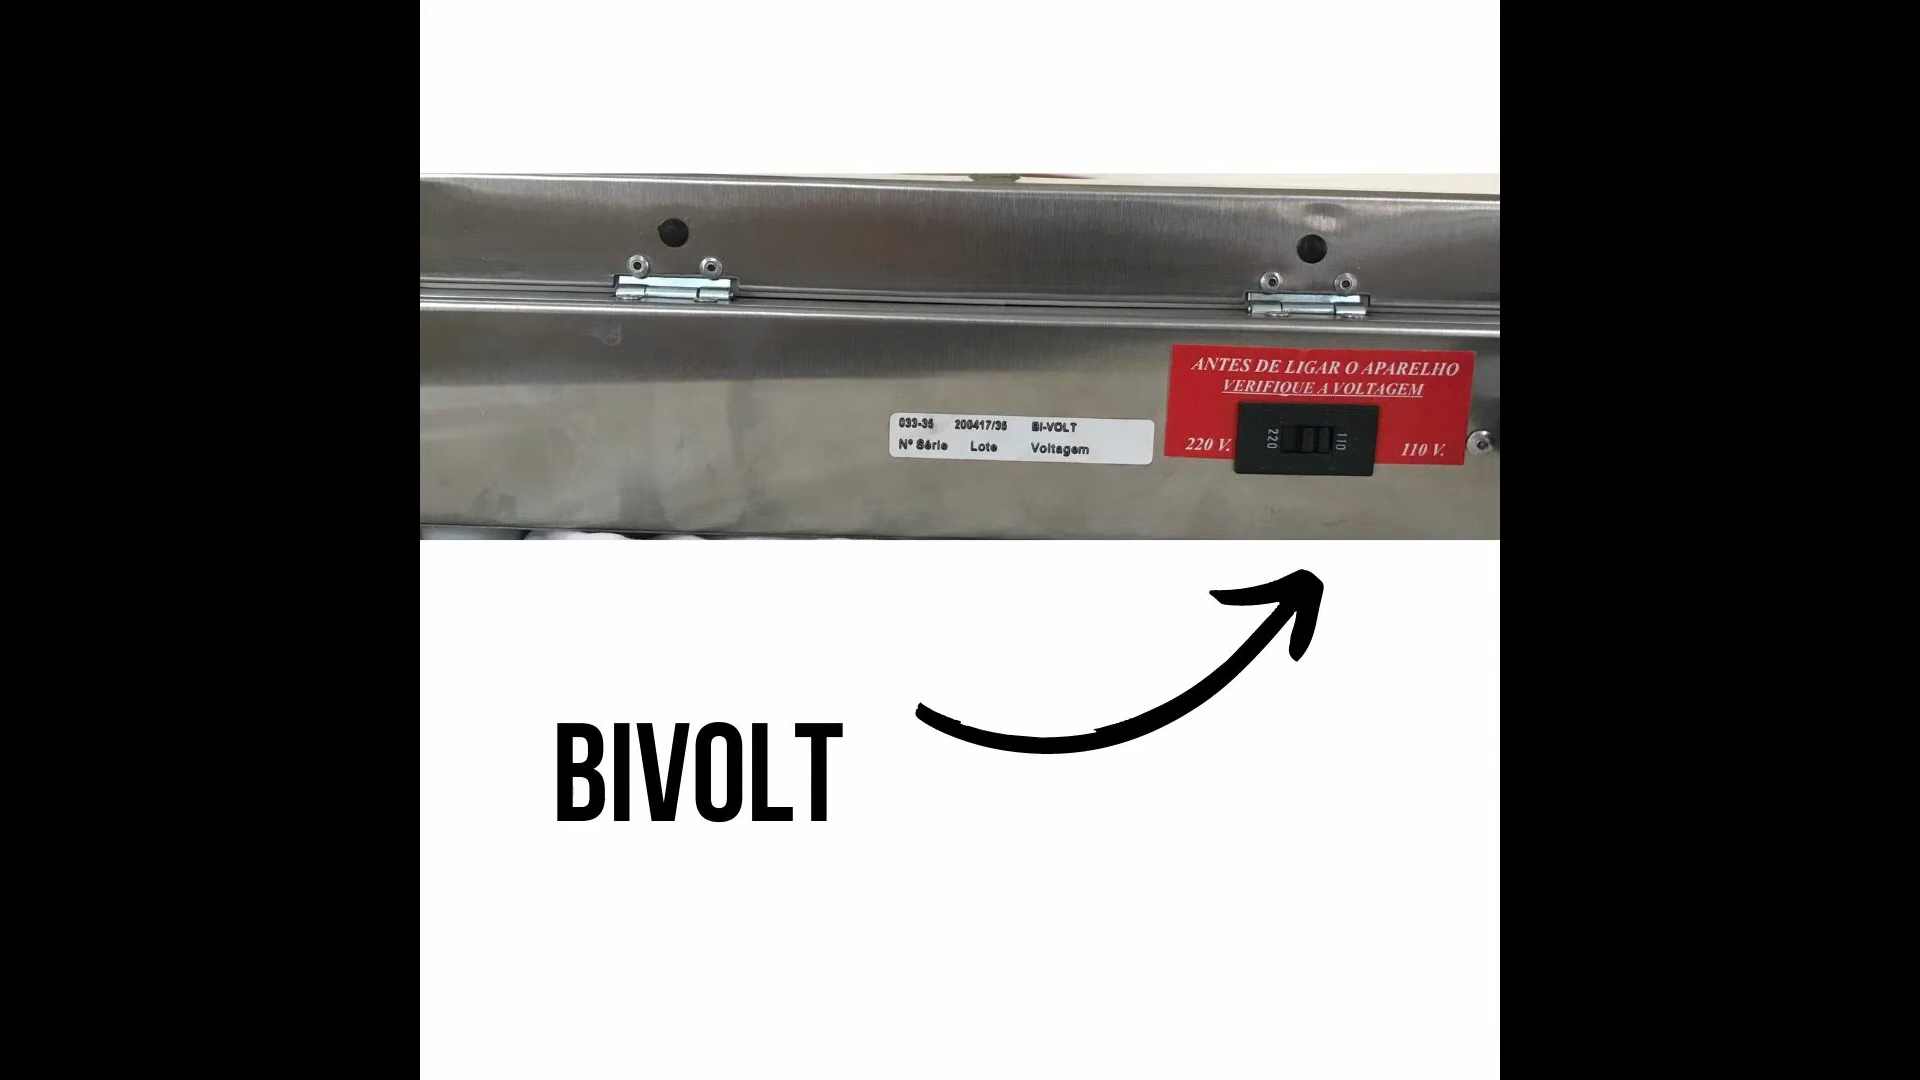 ANTES DE LIGAR O APARELHO
VERIFIQUE A VOLTAGEM
033-36 200417/36 BI-VOLT
Nº Série Lote Voltagem
220 V. 220 110 110 V.
BIVOLT